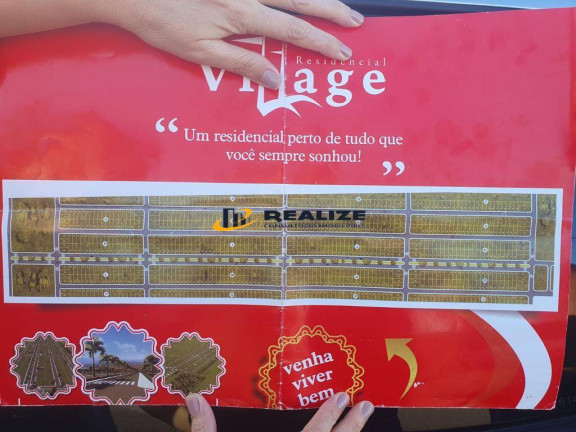 Residencial
Village
“Um residencial perto de tudo que
você sempre sonhou!”
REALIZE
venha
viver
bem